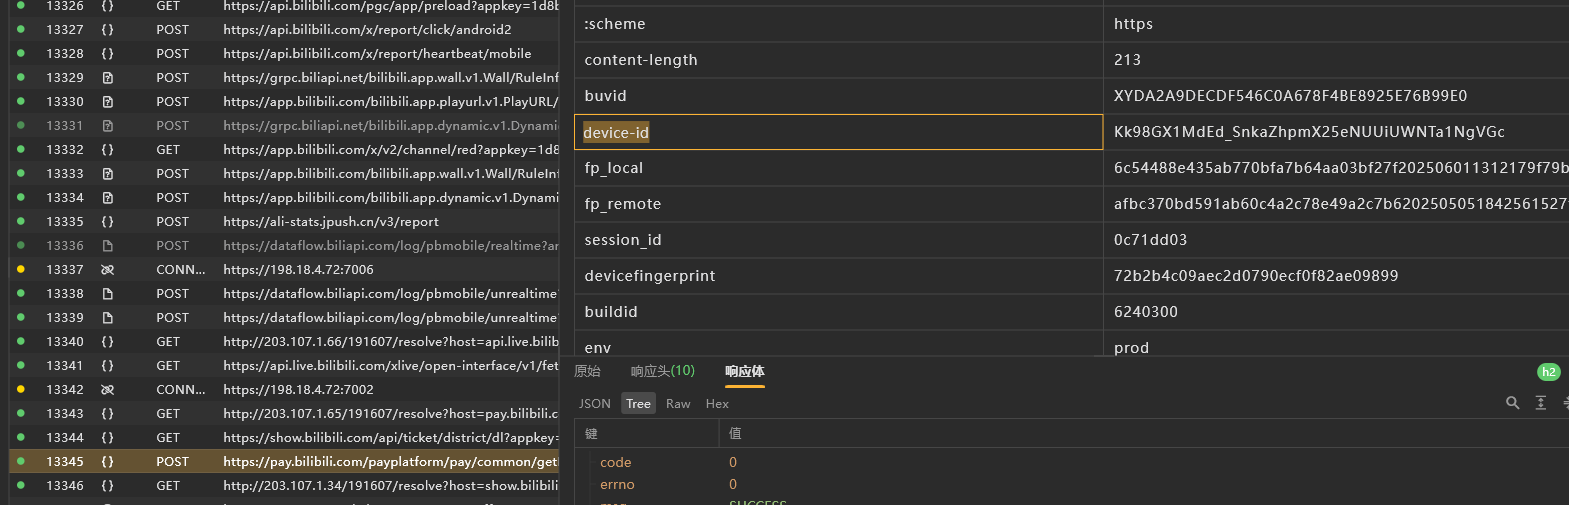 13326 {} GET https://api.bilibili.com/pgc/app/preload?appkey=1d8b
13327 {} POST https://api.bilibili.com/x/report/click/android2
13328 {} POST https://api.bilibili.com/x/report/heartbeat/mobile
13329 POST https://grpc.biliapi.net/bilibili.app.wall.v1.Wall/RuleInf
13330 POST https://app.bilibili.com/bilibili.app.playurl.v1.PlayURL/
13331 POST https://grpc.biliapi.net/bilibili.app.dynamic.v1.Dynami
13332 {} GET https://app.bilibili.com/x/v2/channel/red?appkey=1d8
13333 POST https://app.bilibili.com/bilibili.app.wall.v1.Wall/RuleInf
13334 POST https://app.bilibili.com/bilibili.app.dynamic.v1.Dynami
13335 {} POST https://ali-stats.jpush.cn/v3/report
13336 POST https://dataflow.biliapi.com/log/pbmobile/realtime?ar
13337 CONN... https://198.18.4.72:7006
13338 POST https://dataflow.biliapi.com/log/pbmobile/unrealtime?
13339 POST https://dataflow.biliapi.com/log/pbmobile/unrealtime?
13340 {} GET http://203.107.1.66/191607/resolve?host=api.live.bilib
13341 {} GET https://api.live.bilibili.com/xlive/open-interface/v1/fet
13342 CONN... https://198.18.4.72:7002
13343 {} GET http://203.107.1.65/191607/resolve?host=pay.bilibili.c
13344 {} GET https://show.bilibili.com/api/ticket/district/dl?appkey=
13345 {} POST https://pay.bilibili.com/payplatform/pay/common/get
13346 {} GET http://203.107.1.34/191607/resolve?host=show.bilibili
:scheme https
content-length 213
buvid XYDA2A9DECDF546C0A678F4BE8925E76B99E0
device-id Kk98GX1MdEd_SnkaZhpmX25eNUUiUWNTa1NgVGc
fp_local 6c54488e435ab770bfa7b64aa03bf27f202506011312179f79b
fp_remote afbc370bd591ab60c4a2c78e49a2c7b6202505051842561527
session_id 0c71dd03
devicefingerprint 72b2b4c09aec2d0790ecf0f82ae09899
buildid 6240300
env prod
原始 响应头(10) 响应体 h2
JSON Tree Raw Hex
键 值
code 0
errno 0
msg SUCCESS